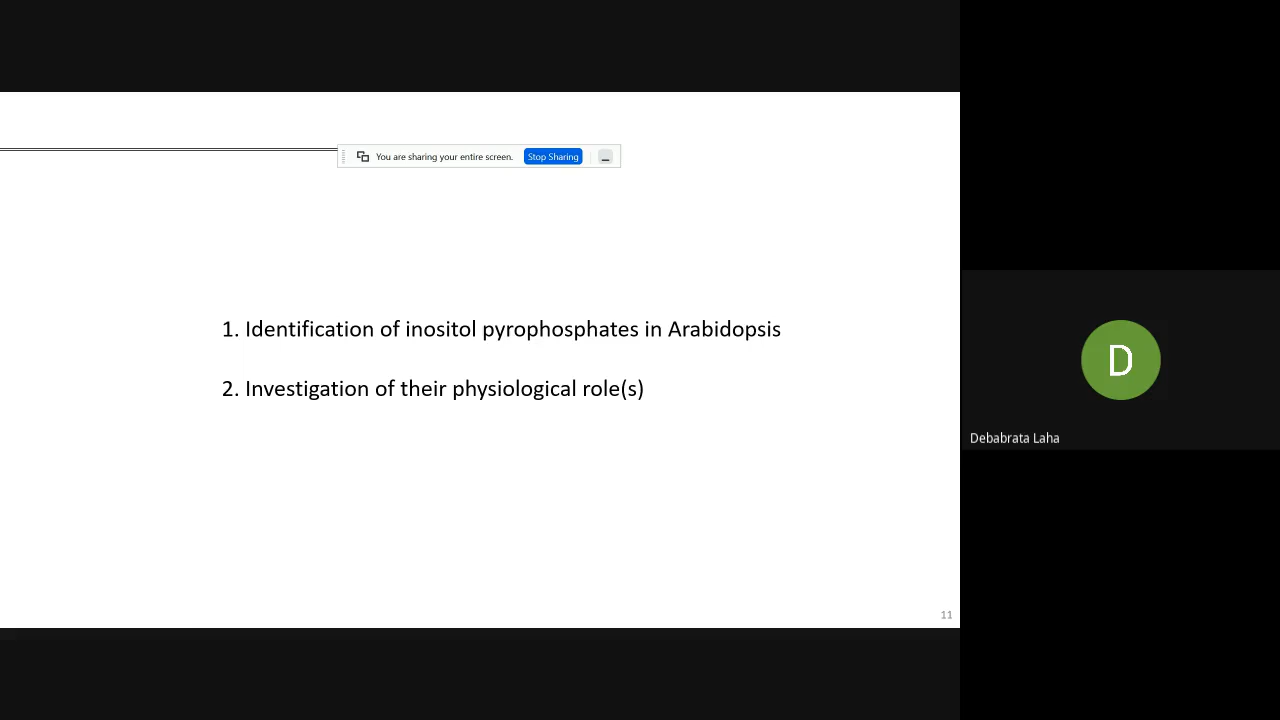 You are sharing your entire screen. Stop Sharing
1. Identification of inositol pyrophosphates in Arabidopsis
2. Investigation of their physiological role(s)
11
D
Debabrata Laha